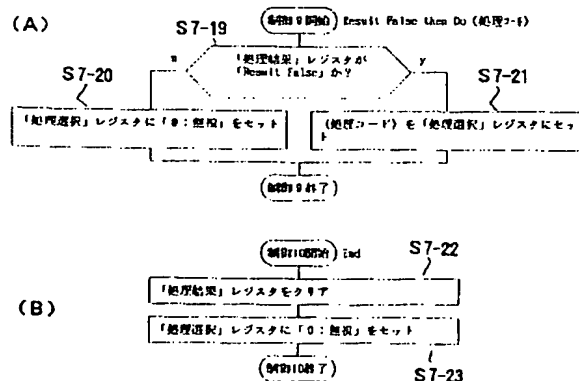 (A)
S7-19
制御9開始
Result False then Do (処理コード)
「処理結果」レジスタが
「Result False」か?
n
y
S7-20
S7-21
「処理選択」レジスタに「0:無視」をセット
(処理コード)を「処理選択」レジスタにセッ
ト
制御9終了
(B)
制御10開始
End
S7-22
「処理結果」レジスタをクリア
「処理選択」レジスタに「0:無視」をセット
制御10終了
S7-23